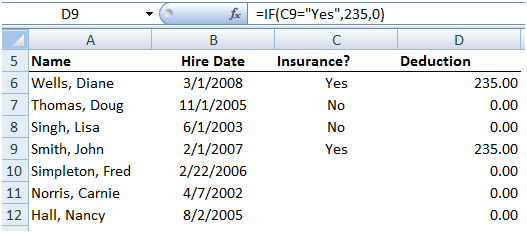 D9 fx =IF(C9="Yes",235,0)
A B C D
5 Name Hire Date Insurance? Deduction
6 Wells, Diane 3/1/2008 Yes 235.00
7 Thomas, Doug 11/1/2005 No 0.00
8 Singh, Lisa 6/1/2003 No 0.00
9 Smith, John 2/1/2007 Yes 235.00
10 Simpleton, Fred 2/22/2006 0.00
11 Norris, Carnie 4/7/2002 0.00
12 Hall, Nancy 8/2/2005 0.00